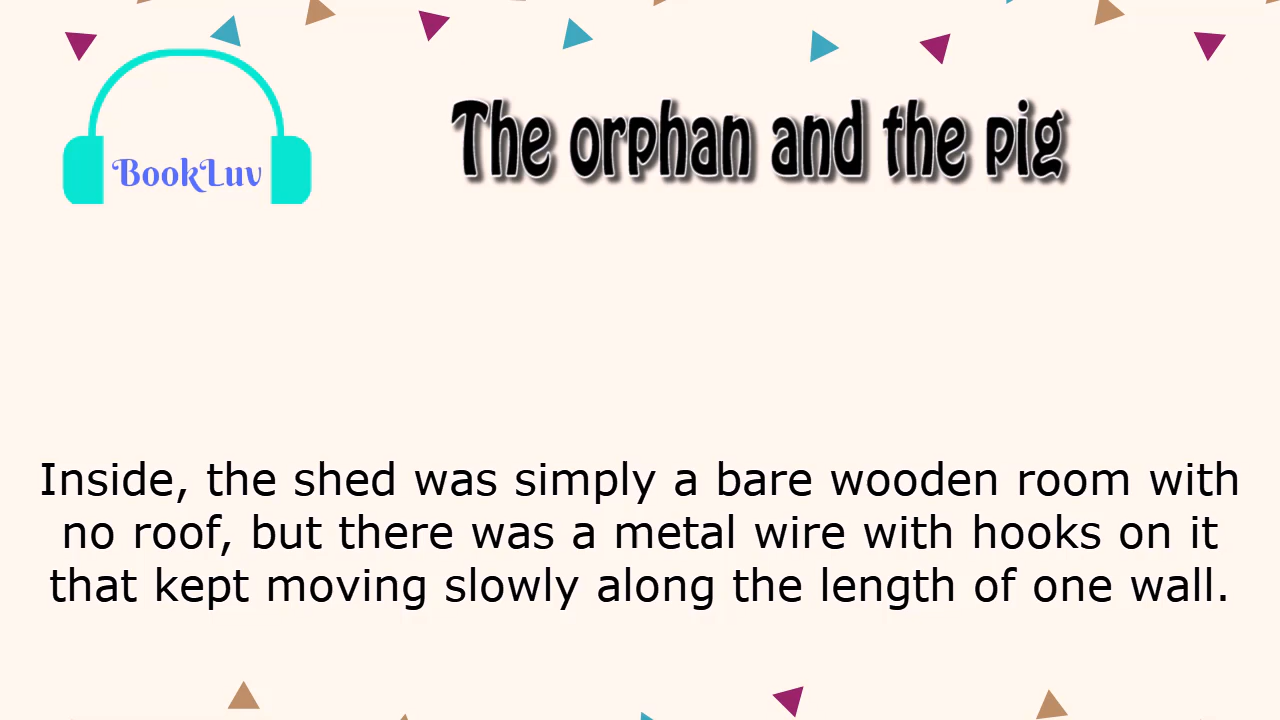 BookLuv
The orphan and the pig
Inside, the shed was simply a bare wooden room with
no roof, but there was a metal wire with hooks on it
that kept moving slowly along the length of one wall.